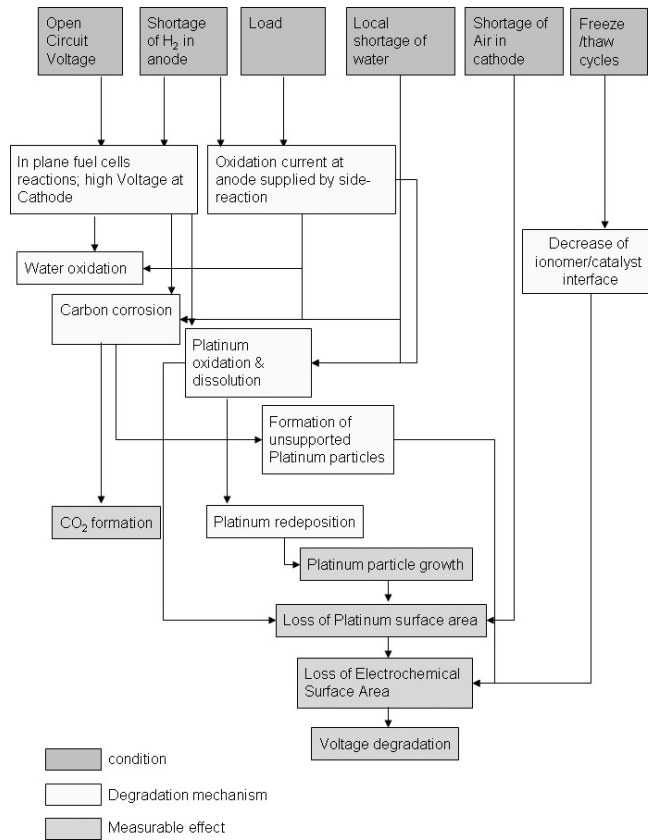 Open
Circuit
Voltage
Shortage
of H₂ in
anode
Load
Local
shortage of
water
Shortage of
Air in
cathode
Freeze
/thaw
cycles
In plane fuel cells
reactions; high Voltage at
Cathode
Oxidation current at
anode supplied by side-
reaction
Water oxidation
Decrease of
ionomer/catalyst
interface
Carbon corrosion
Platinum
oxidation &
dissolution
Formation of
unsupported
Platinum particles
CO₂ formation
Platinum redeposition
Platinum particle growth
Loss of Platinum surface area
Loss of Electrochemical
Surface Area
Voltage degradation
condition
Degradation mechanism
Measurable effect